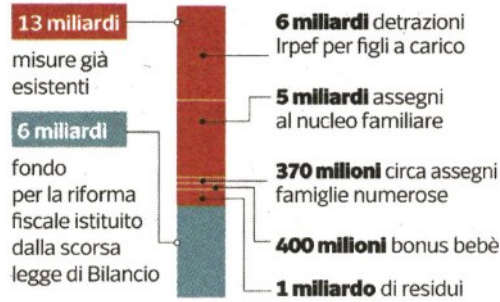 13 miliardi
misure già
esistenti
6 miliardi
fondo
per la riforma
fiscale istituito
dalla scorsa
legge di Bilancio
6 miliardi detrazioni
Irpef per figli a carico
5 miliardi assegni
al nucleo familiare
370 milioni circa assegni
famiglie numerose
400 milioni bonus bebè
1 miliardo di residui